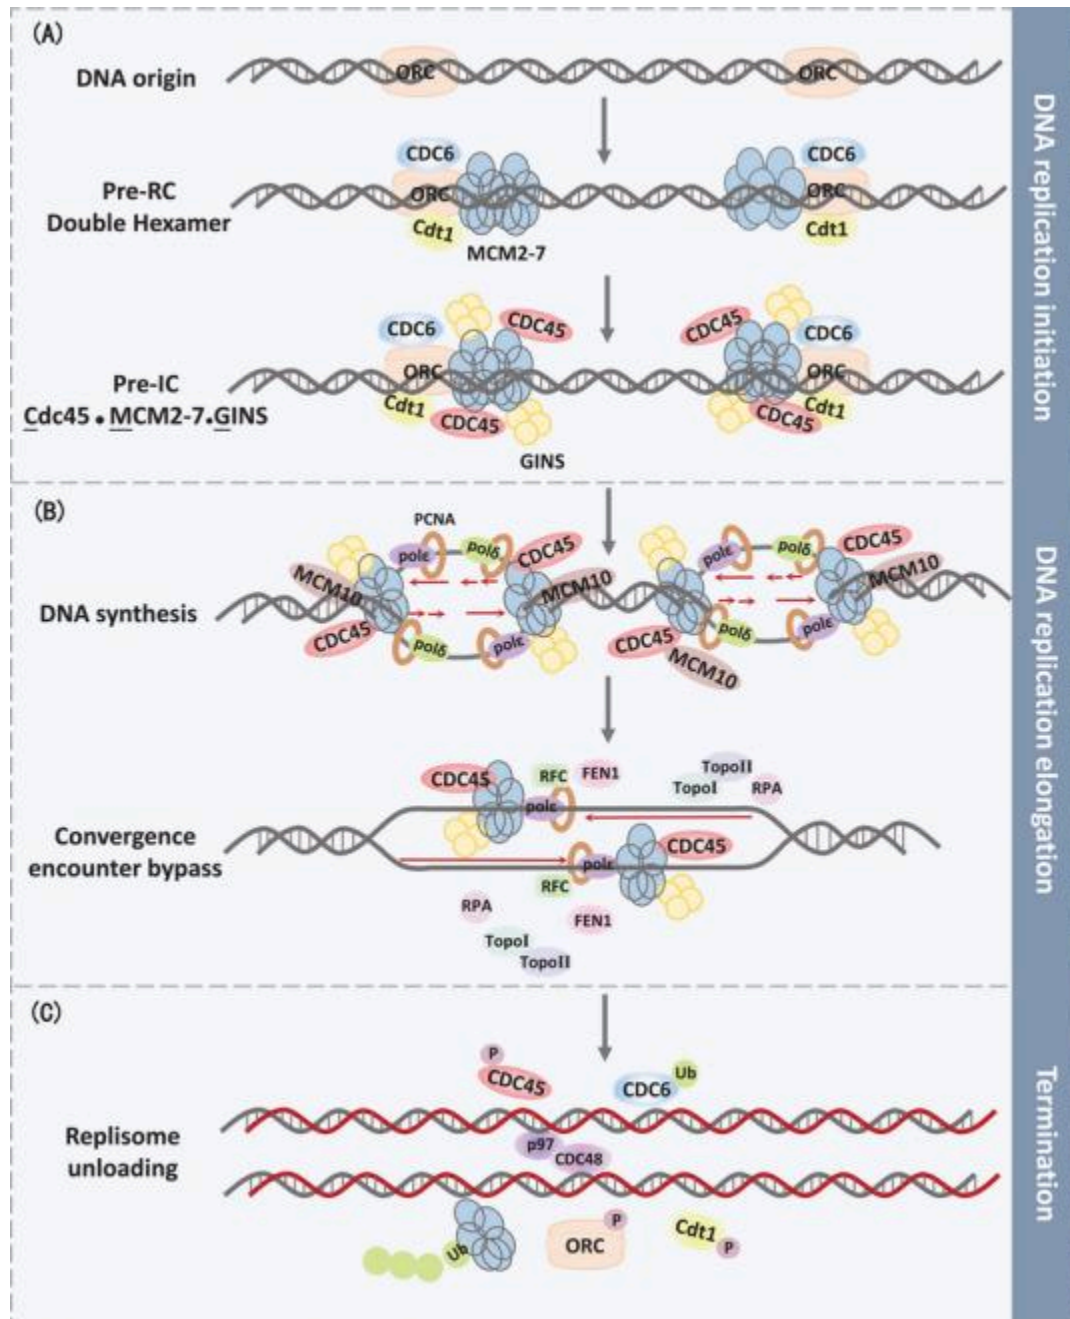 (A)
DNA origin
ORC
ORC
CDC6
CDC6
Pre-RC
Double Hexamer
ORC
ORC
Cdt1
Cdt1
MCM2-7
CDC45
CDC45
CDC6
CDC6
ORC
ORC
Pre-IC
Cdc45•MCM2-7•GINS
Cdt1
CDC45
CDC45
Cdt1
GINS
DNA replication initiation
(B)
PCNA
polε
polδ
CDC45
polε
polδ
CDC45
MCM10
MCM10
MCM10
DNA synthesis
CDC45
polδ
polε
CDC45
polδ
polε
MCM10
CDC45
RFC
FEN1
TopoII
TopoI
RPA
polε
Convergence
encounter bypass
CDC45
polε
RFC
RPA
FEN1
TopoI
TopoII
DNA replication elongation
(C)
P
CDC45
CDC6
Ub
Replisome
unloading
p97
CDC48
Ub
ORC
P
Cdt1
P
Termination